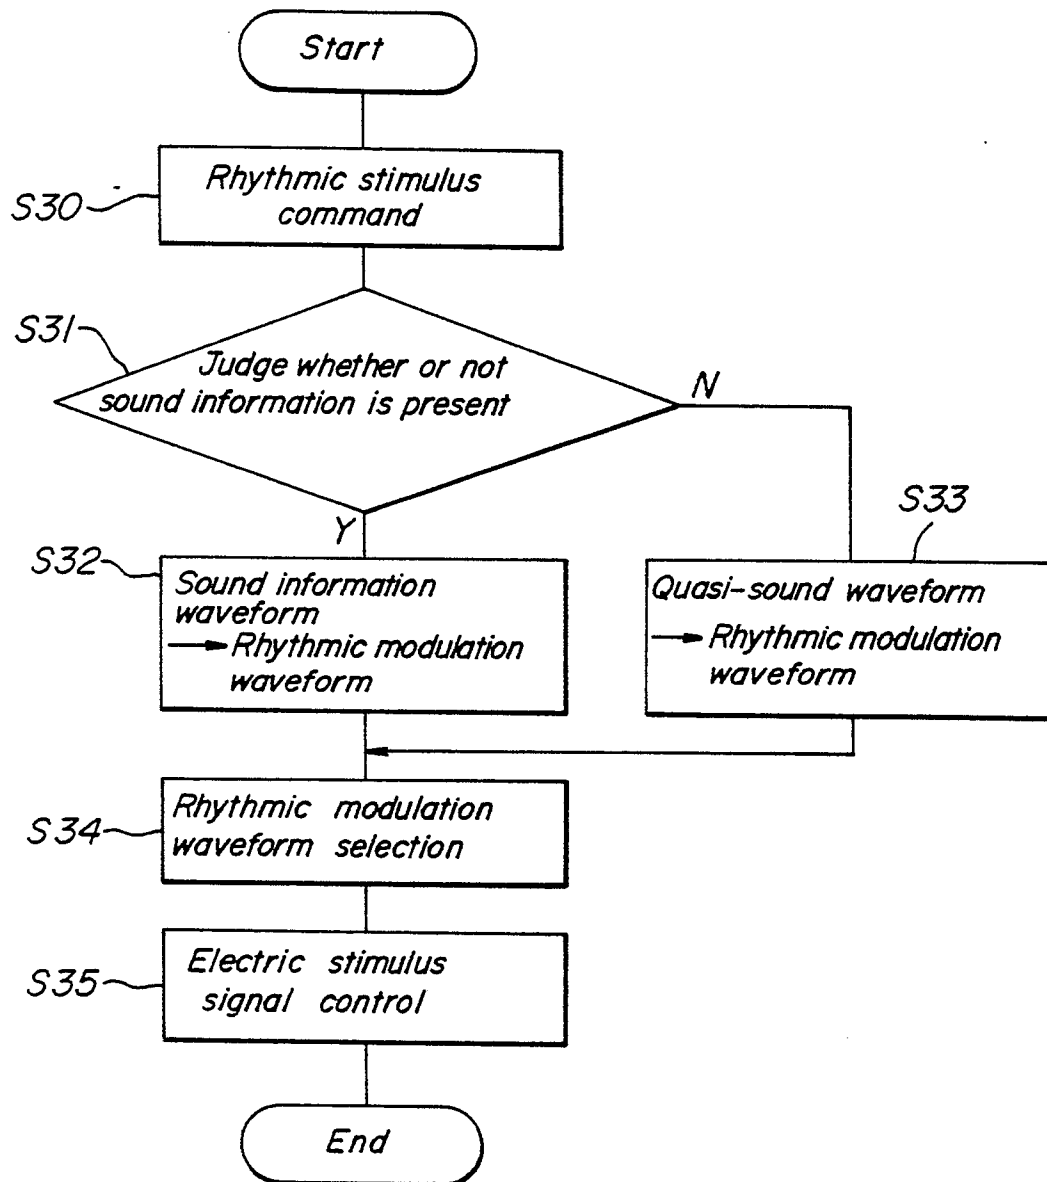 Start
S30
Rhythmic stimulus
command
S31
Judge whether or not
sound information is present
N
Y
S32
Sound information
waveform
→ Rhythmic modulation
waveform
S33
Quasi-sound waveform
→ Rhythmic modulation
waveform
S34
Rhythmic modulation
waveform selection
S35
Electric stimulus
signal control
End